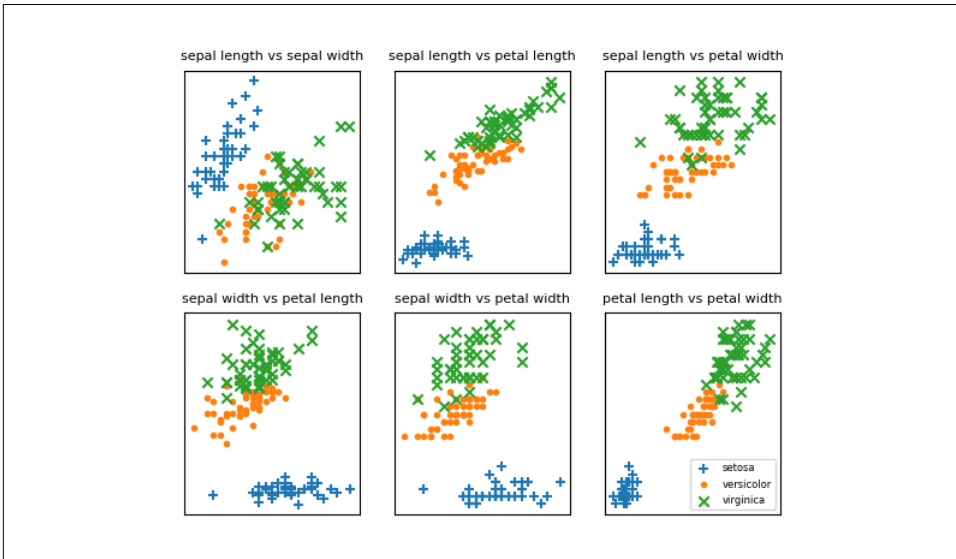 sepal length vs sepal width
sepal length vs petal length
sepal length vs petal width
sepal width vs petal length
sepal width vs petal width
petal length vs petal width
setosa
versicolor
virginica